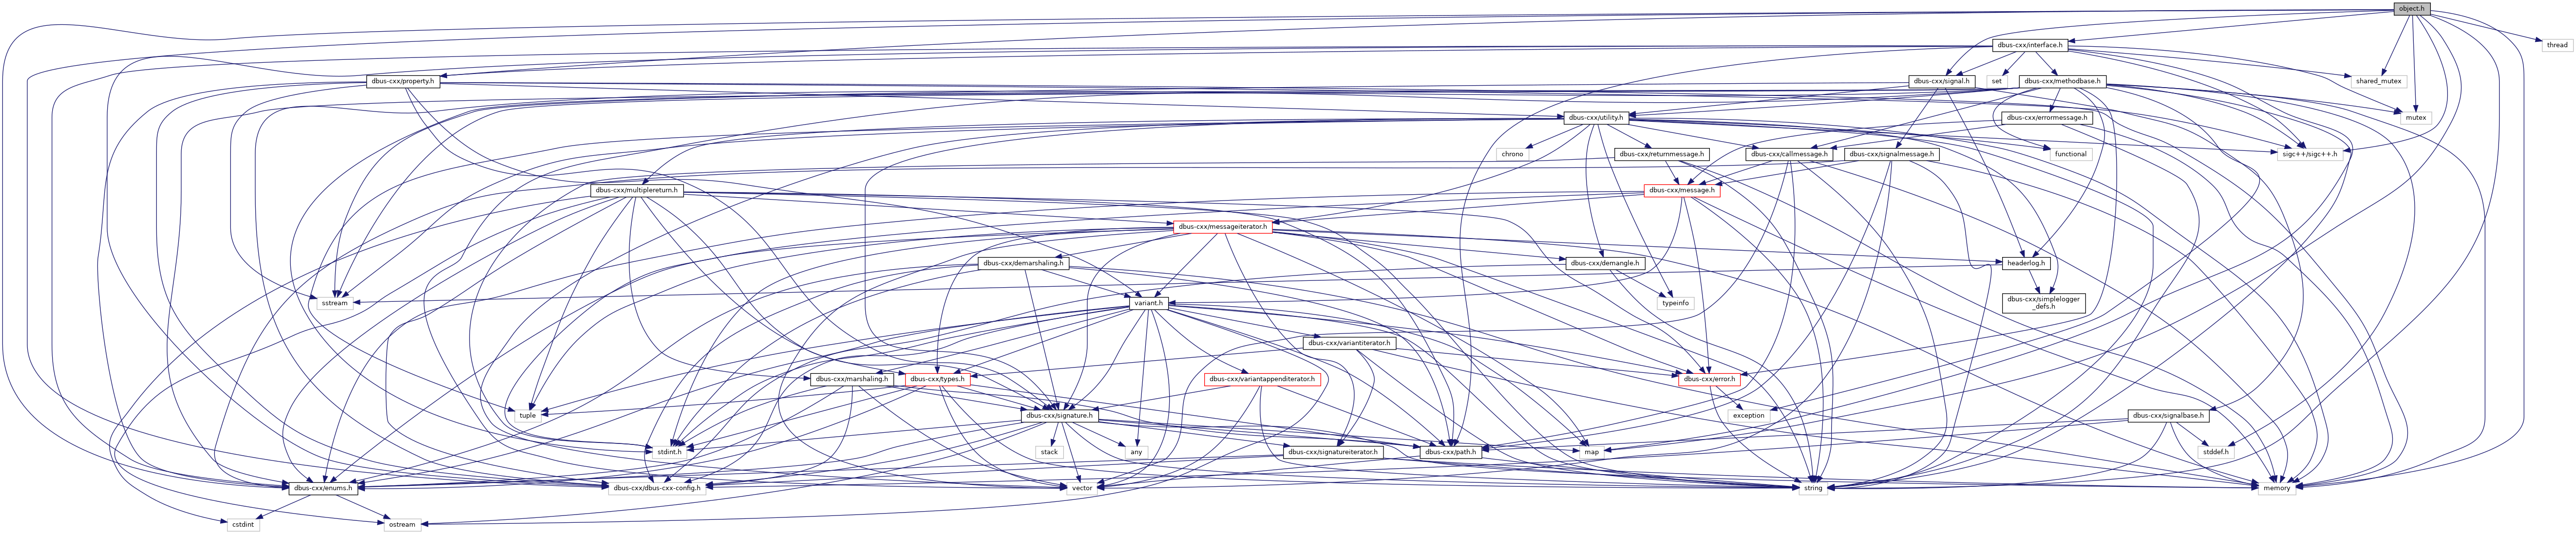 object.h
dbus-cxx/interface.h
thread
dbus-cxx/property.h
dbus-cxx/signal.h
set
dbus-cxx/methodbase.h
shared_mutex
dbus-cxx/utility.h
dbus-cxx/errormessage.h
mutex
chrono
dbus-cxx/returnmessage.h
dbus-cxx/callmessage.h
dbus-cxx/signalmessage.h
functional
sigc++/sigc++.h
dbus-cxx/multiplereturn.h
dbus-cxx/message.h
dbus-cxx/messageiterator.h
dbus-cxx/demarshaling.h
dbus-cxx/demangle.h
headerlog.h
sstream
variant.h
typeinfo
dbus-cxx/simplelogger
_defs.h
dbus-cxx/variantiterator.h
dbus-cxx/marshaling.h
dbus-cxx/types.h
dbus-cxx/variantappenditerator.h
dbus-cxx/error.h
tuple
dbus-cxx/signature.h
exception
dbus-cxx/signalbase.h
stdint.h
stack
any
dbus-cxx/signatureiterator.h
dbus-cxx/path.h
map
stddef.h
dbus-cxx/enums.h
dbus-cxx/dbus-cxx-config.h
vector
string
memory
cstdint
ostream